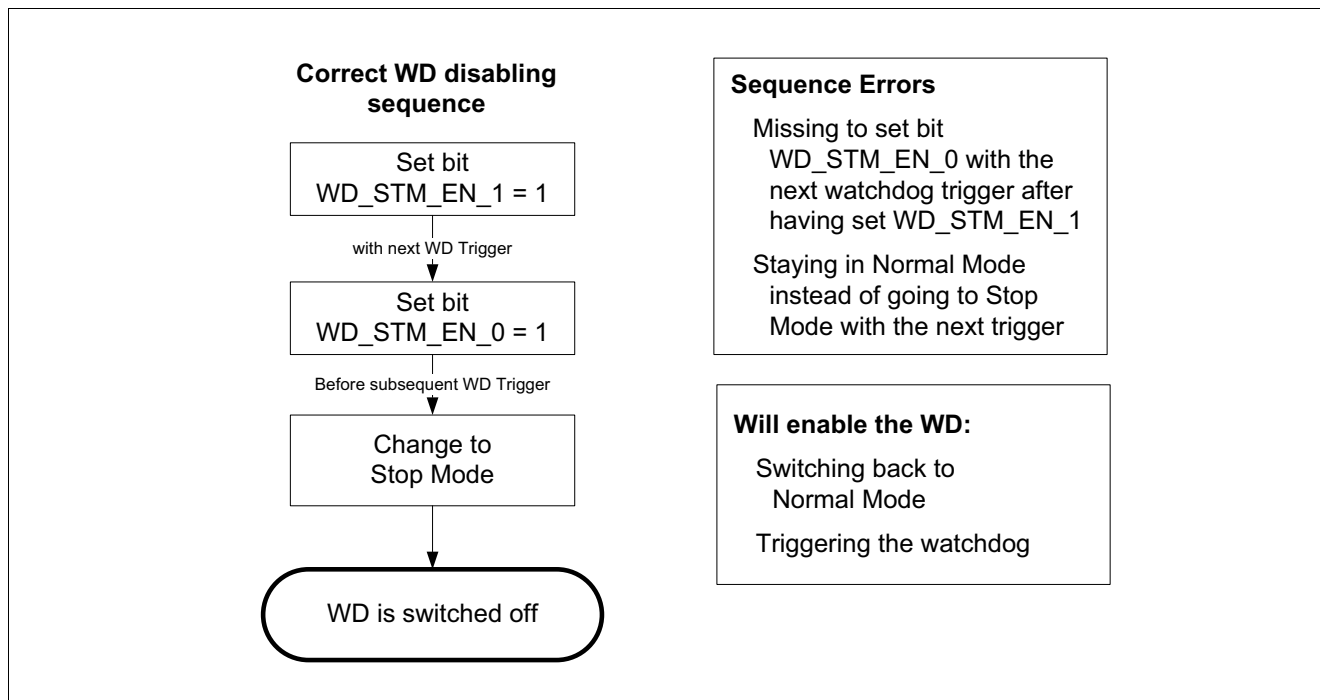 Correct WD disabling
sequence
Set bit
WD_STM_EN_1 = 1
with next WD Trigger
Set bit
WD_STM_EN_0 = 1
Before subsequent WD Trigger
Change to
Stop Mode
WD is switched off
Sequence Errors
Missing to set bit
WD_STM_EN_0 with the
next watchdog trigger after
having set WD_STM_EN_1
Staying in Normal Mode
instead of going to Stop
Mode with the next trigger
Will enable the WD:
Switching back to
Normal Mode
Triggering the watchdog